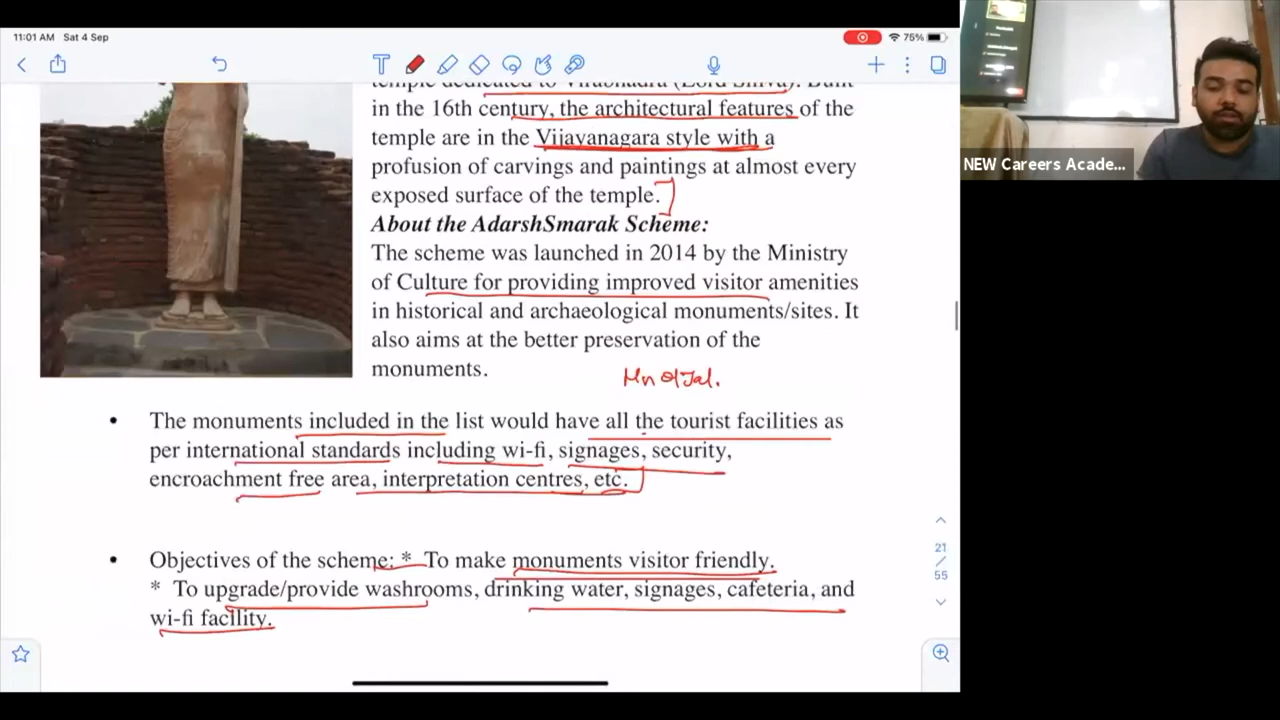 11:01 AM Sat 4 Sep
75%
temple dedicated to Virabhadra (Lord Shiva). Built
in the 16th century, the architectural features of the
temple are in the Vijayanagara style with a
profusion of carvings and paintings at almost every
exposed surface of the temple.
About the AdarshSmarak Scheme:
The scheme was launched in 2014 by the Ministry
of Culture for providing improved visitor amenities
in historical and archaeological monuments/sites. It
also aims at the better preservation of the
monuments.
• The monuments included in the list would have all the tourist facilities as
per international standards including wi-fi, signages, security,
encroachment free area, interpretation centres, etc.
• Objectives of the scheme: * To make monuments visitor friendly.
* To upgrade/provide washrooms, drinking water, signages, cafeteria, and
wi-fi facility.
21
/
55
NEW Careers Acade...